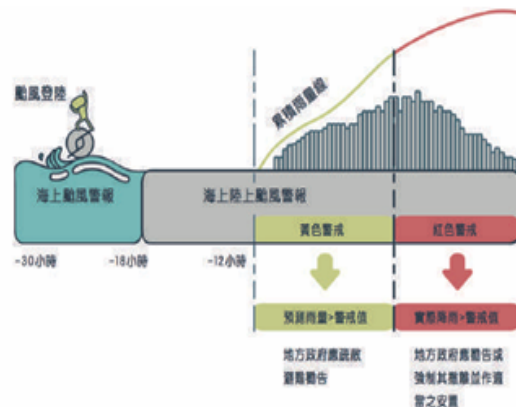 颱風登陸
累積雨量線
海上颱風警報
海上陸上颱風警報
黃色警戒
紅色警戒
-30小時
-18小時
-12小時
預測雨量>警戒值
實際降雨>警戒值
地方政府應疏散
避難勸告
地方政府應勸告或
強制其撤離並作適
當之安置